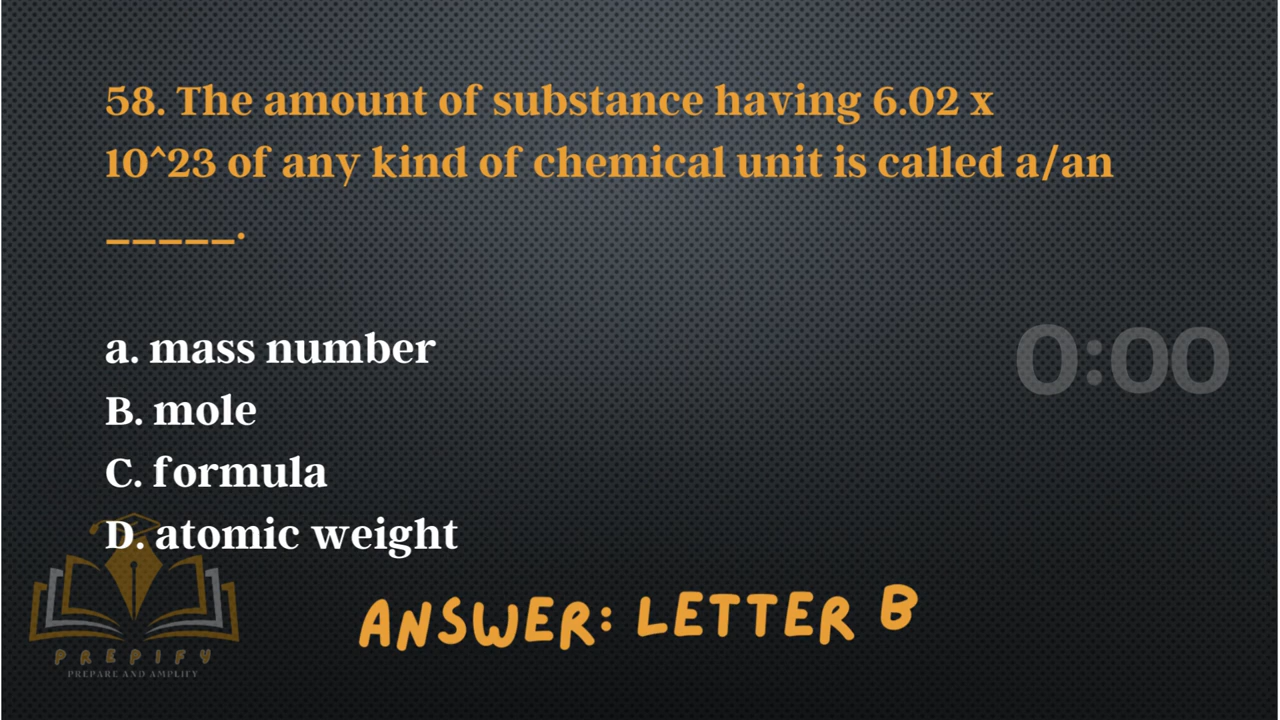 58. The amount of substance having 6.02 x
10^23 of any kind of chemical unit is called a/an
_____.
a. mass number
B. mole
C. formula
D. atomic weight
0:00
ANSWER: LETTER B
PREPIFY
PREPARE AND AMPLIFY